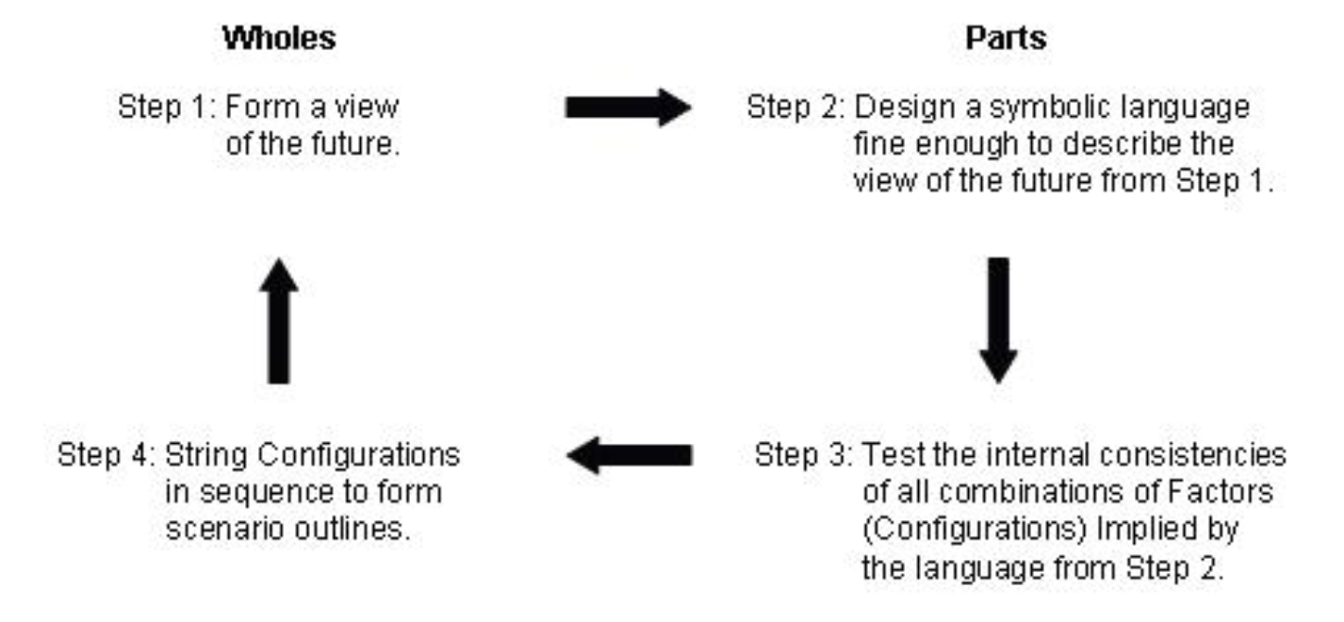 Wholes
Parts
Step 1: Form a view
of the future.
Step 2: Design a symbolic language
fine enough to describe the
view of the future from Step 1.
Step 4: String Configurations
in sequence to form
scenario outlines.
Step 3: Test the internal consistencies
of all combinations of Factors
(Configurations) Implied by
the language from Step 2.